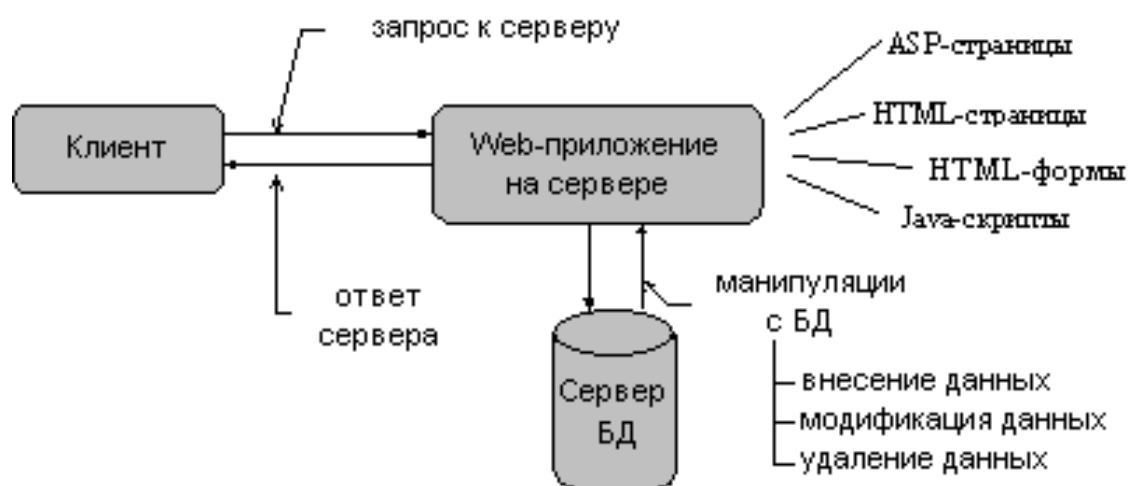 запрос к серверу
ASP-страницы
HTML-страницы
HTML-формы
Java-скрипты
Клиент
Web-приложение
на сервере
ответ
сервера
манипуляции
с БД
внесение данных
модификация данных
удаление данных
Сервер
БД